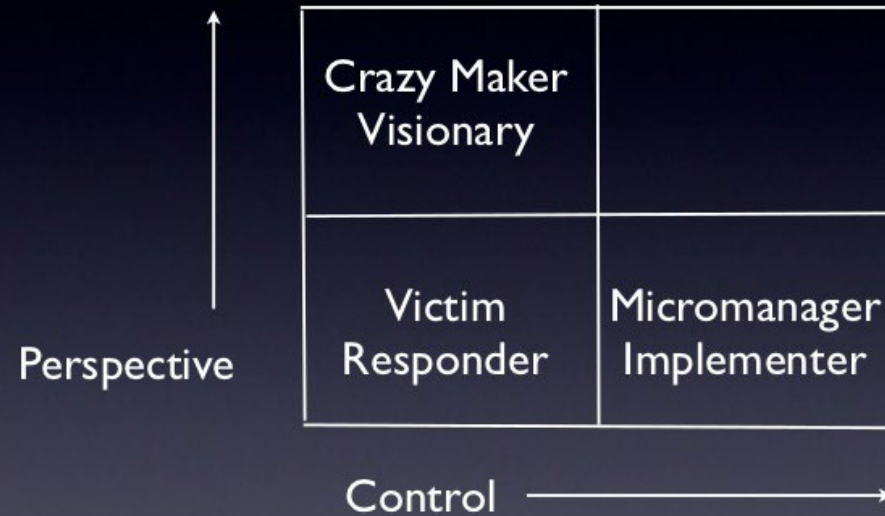 Crazy Maker
Visionary
Victim
Responder
Micromanager
Implementer
Perspective
Control